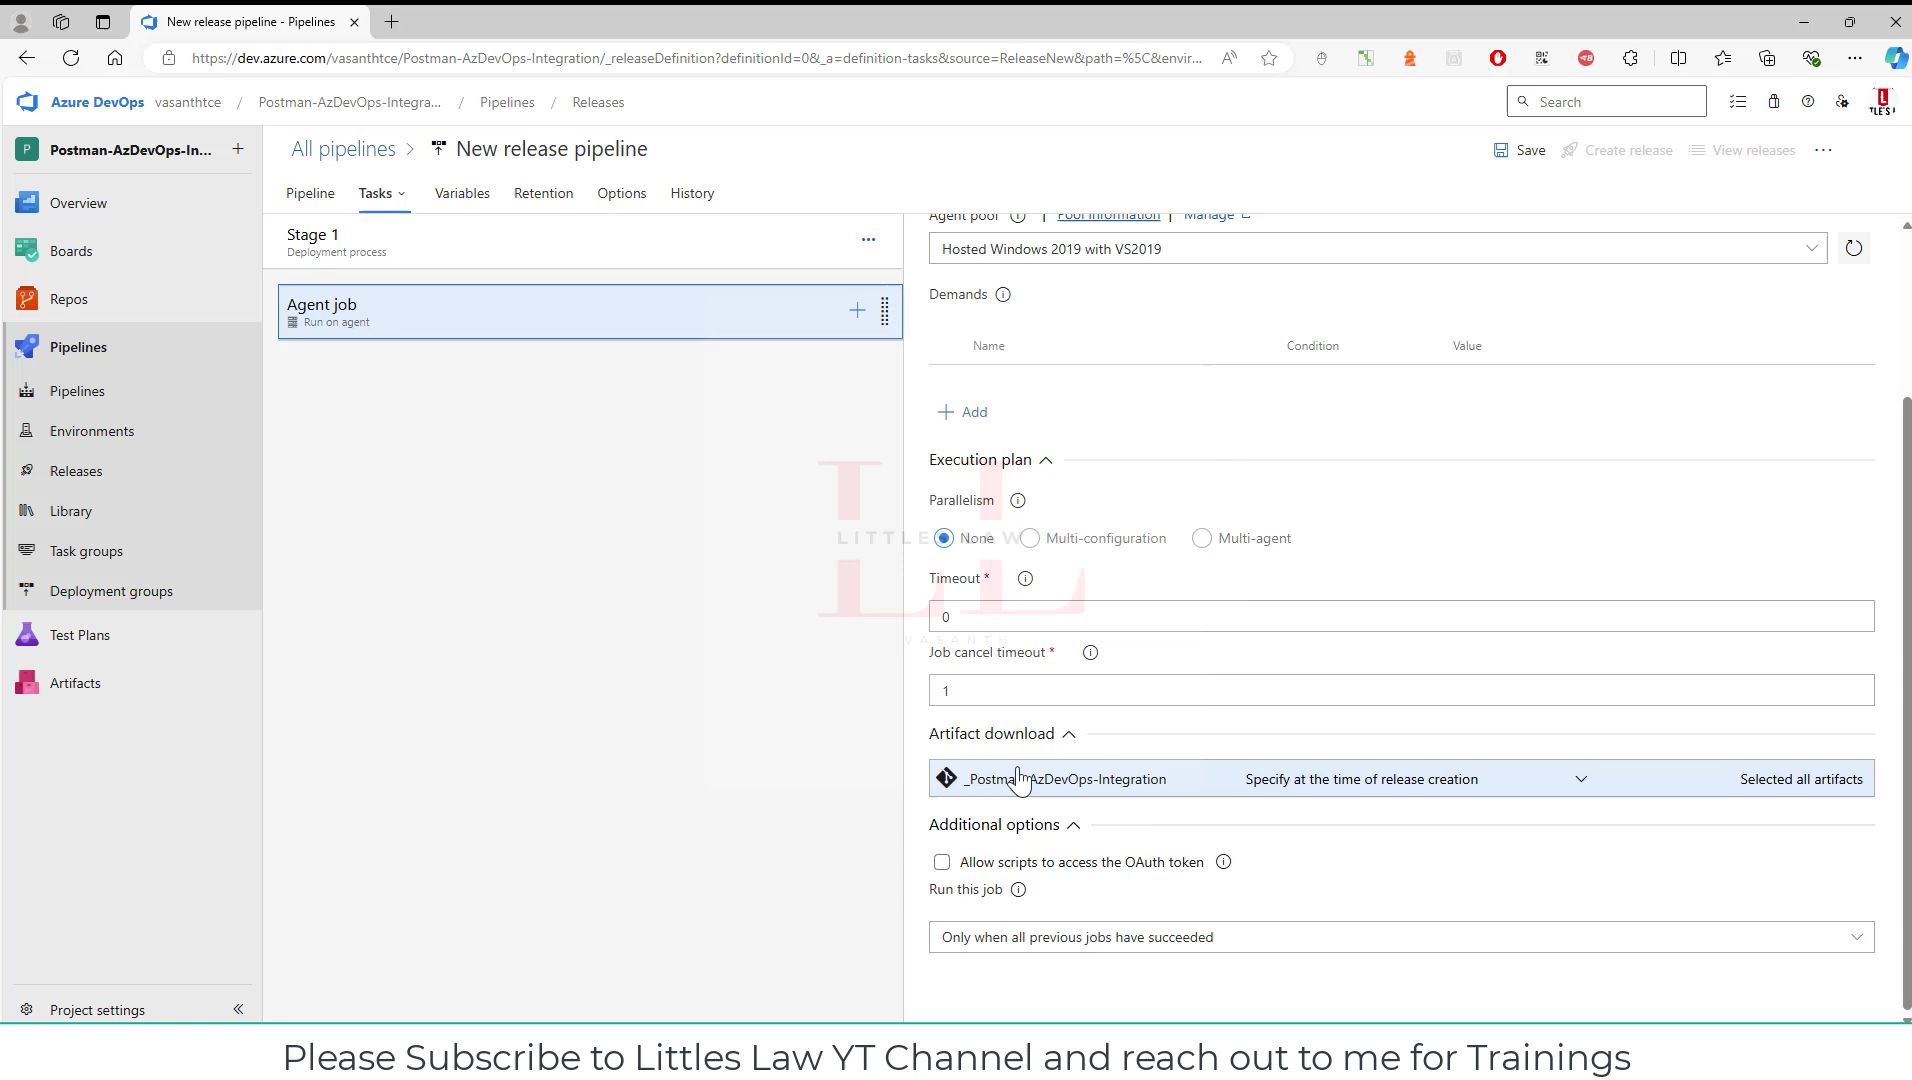 New release pipeline - Pipelines
https://dev.azure.com/vasanthtce/Postman-AzDevOps-Integration/_releaseDefinition?definitionId=0&_a=definition-tasks&source=ReleaseNew&path=%5C&envir...
Azure DevOps vasanthtce / Postman-AzDevOps-Integra... / Pipelines / Releases
Search
P Postman-AzDevOps-In...
All pipelines > New release pipeline
Save Create release View releases
Pipeline Tasks Variables Retention Options History
Overview
Boards
Repos
Pipelines
Pipelines
Environments
Releases
Library
Task groups
Deployment groups
Test Plans
Artifacts
Project settings
Stage 1
Deployment process
Agent job
Run on agent
Agent pool | Pool information | Manage
Hosted Windows 2019 with VS2019
Demands
Name Condition Value
Add
Execution plan
Parallelism
None Multi-configuration Multi-agent
Timeout *
0
Job cancel timeout *
1
Artifact download
_Postman-AzDevOps-Integration Specify at the time of release creation Selected all artifacts
Additional options
Allow scripts to access the OAuth token
Run this job
Only when all previous jobs have succeeded
LL
LITTLE LAW
VASANTH
Please Subscribe to Littles Law YT Channel and reach out to me for Trainings